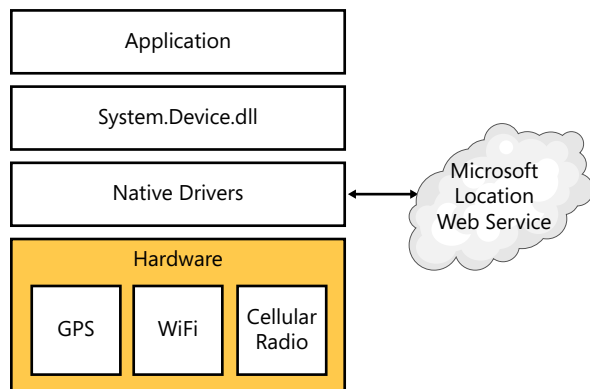 Application
System.Device.dll
Native Drivers
Microsoft
Location
Web Service
Hardware
GPS
WiFi
Cellular
Radio